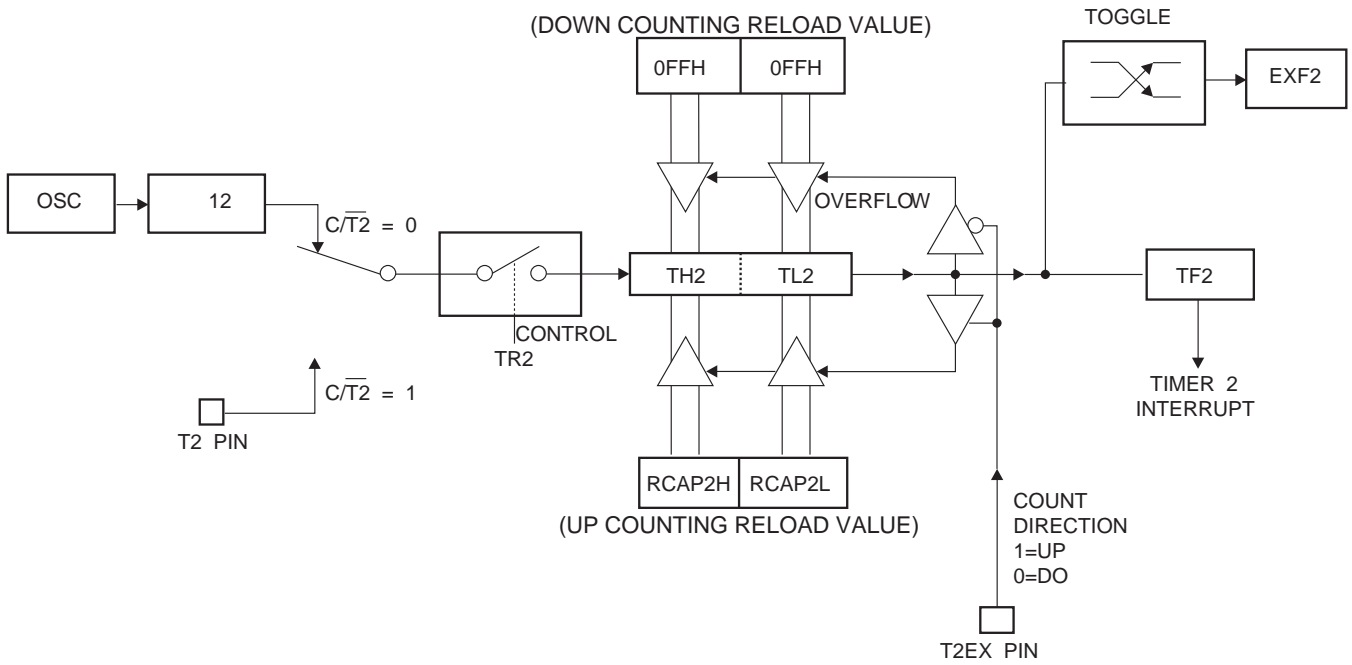 TOGGLE
(DOWN COUNTING RELOAD VALUE)
0FFH 0FFH
EXF2
OSC
12
OVERFLOW
C/T2 = 0
TH2 TL2
TF2
CONTROL
TR2
C/T2 = 1
TIMER 2
INTERRUPT
T2 PIN
RCAP2H RCAP2L
(UP COUNTING RELOAD VALUE)
COUNT
DIRECTION
1=UP
0=DO
T2EX PIN